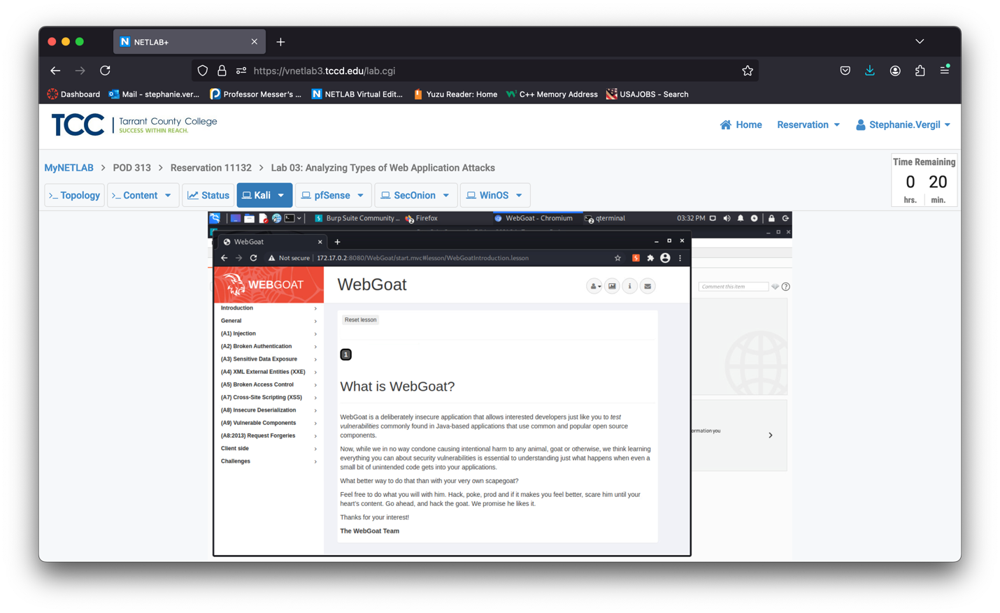 NETLAB+
https://vnetlab3.tccd.edu/lab.cgi
Dashboard
Mail - stephanie.ver...
Professor Messer's ...
NETLAB Virtual Edit...
Yuzu Reader: Home
C++ Memory Address
USAJOBS - Search
TCC
Tarrant County College
SUCCESS WITHIN REACH.
Home
Reservation
Stephanie.Vergil
MyNETLAB > POD 313 > Reservation 11132 > Lab 03: Analyzing Types of Web Application Attacks
Time Remaining
0 20
hrs. min.
>_ Topology
>_ Content
Status
Kali
pfSense
SecOnion
WinOS
Burp Suite Community ...
2 Firefox
WebGoat - Chromium
2 qterminal
03:32 PM
WebGoat
Not secure | 172.17.0.2:8080/WebGoat/start.mvc#lesson/WebGoatIntroduction.lesson
WEBGOAT
WebGoat
Comment this item
Introduction
General
(A1) Injection
(A2) Broken Authentication
(A3) Sensitive Data Exposure
(A4) XML External Entities (XXE)
(A5) Broken Access Control
(A7) Cross-Site Scripting (XSS)
(A8) Insecure Deserialization
(A9) Vulnerable Components
(A8:2013) Request Forgeries
Client side
Challenges
Reset lesson
1
What is WebGoat?
WebGoat is a deliberately insecure application that allows interested developers just like you to test
vulnerabilities commonly found in Java-based applications that use common and popular open source
components.
Now, while we in no way condone causing intentional harm to any animal, goat or otherwise, we think learning
everything you can about security vulnerabilities is essential to understanding just what happens when even a
small bit of unintended code gets into your applications.
What better way to do that than with your very own scapegoat?
Feel free to do what you will with him. Hack, poke, prod and if it makes you feel better, scare him until your
heart's content. Go ahead, and hack the goat. We promise he likes it.
Thanks for your interest!
The WebGoat Team
ormation you